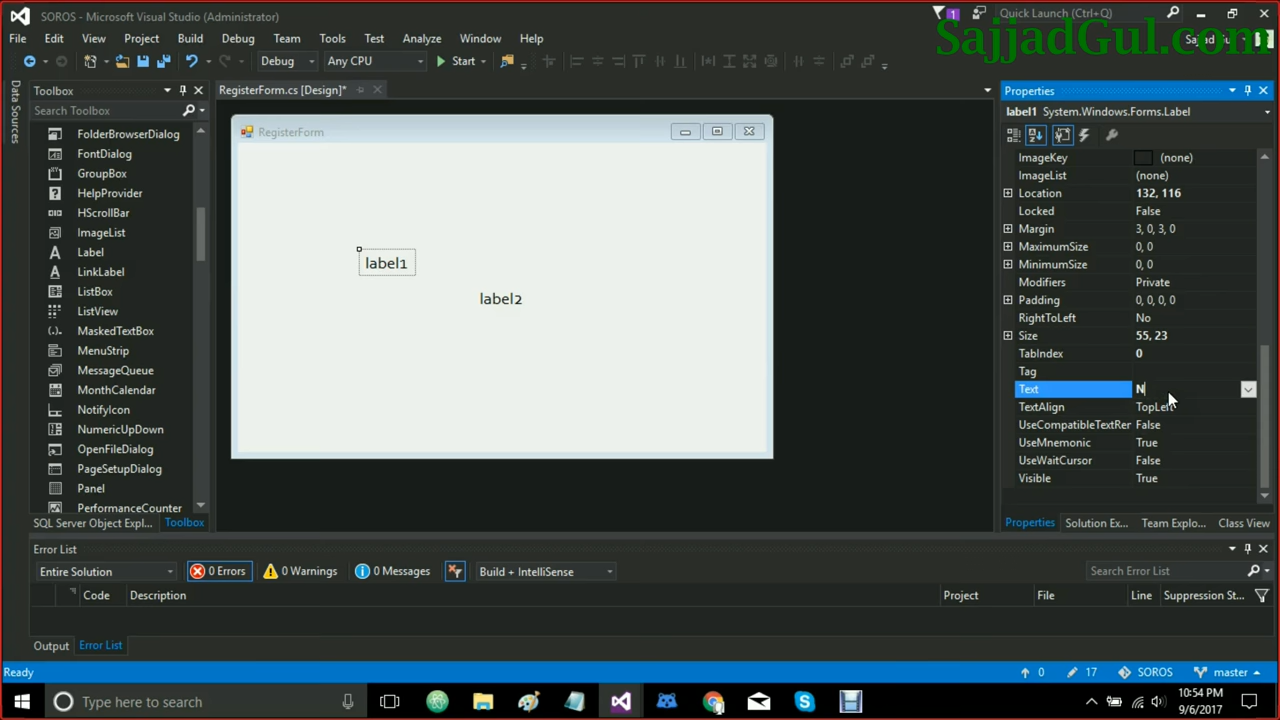 SOROS - Microsoft Visual Studio (Administrator)
1
Quick Launch (Ctrl+Q)
SajjadGul.com
File Edit View Project Build Debug Team Tools Test Analyze Window Help
Debug Any CPU Start
Data Sources
Toolbox
Search Toolbox
FolderBrowserDialog
FontDialog
GroupBox
HelpProvider
HScrollBar
ImageList
Label
LinkLabel
ListBox
ListView
MaskedTextBox
MenuStrip
MessageQueue
MonthCalendar
NotifyIcon
NumericUpDown
OpenFileDialog
PageSetupDialog
Panel
PerformanceCounter
SQL Server Object Expl... Toolbox
RegisterForm.cs [Design]*
RegisterForm
label1
label2
Properties
label1 System.Windows.Forms.Label
ImageKey (none)
ImageList (none)
Location 132, 116
Locked False
Margin 3, 0, 3, 0
MaximumSize 0, 0
MinimumSize 0, 0
Modifiers Private
Padding 0, 0, 0, 0
RightToLeft No
Size 55, 23
TabIndex 0
Tag
Text N
TextAlign TopLeft
UseCompatibleTextRer False
UseMnemonic True
UseWaitCursor False
Visible True
Properties Solution Ex... Team Explo... Class View
Error List
Entire Solution 0 Errors 0 Warnings 0 Messages Build + IntelliSense Search Error List
Code Description Project File Line Suppression St...
Output Error List
Ready 0 17 SOROS master
Type here to search
10:54 PM
9/6/2017